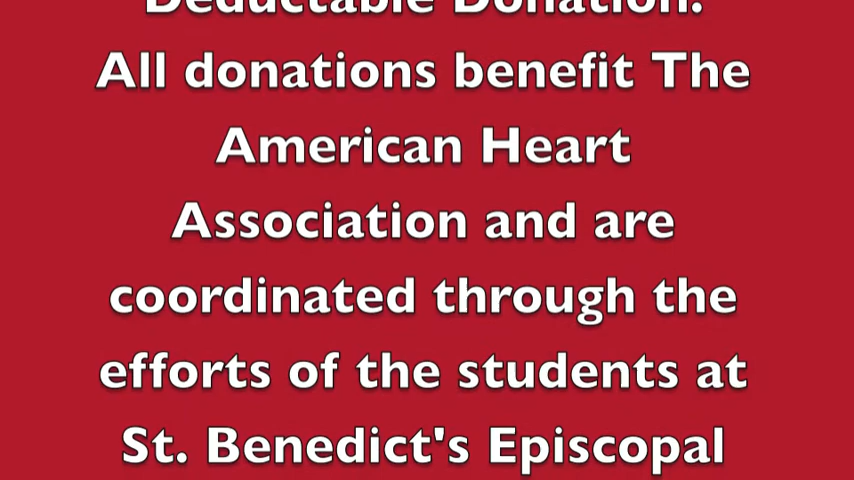 Deductable Donation.
All donations benefit The
American Heart
Association and are
coordinated through the
efforts of the students at
St. Benedict's Episcopal